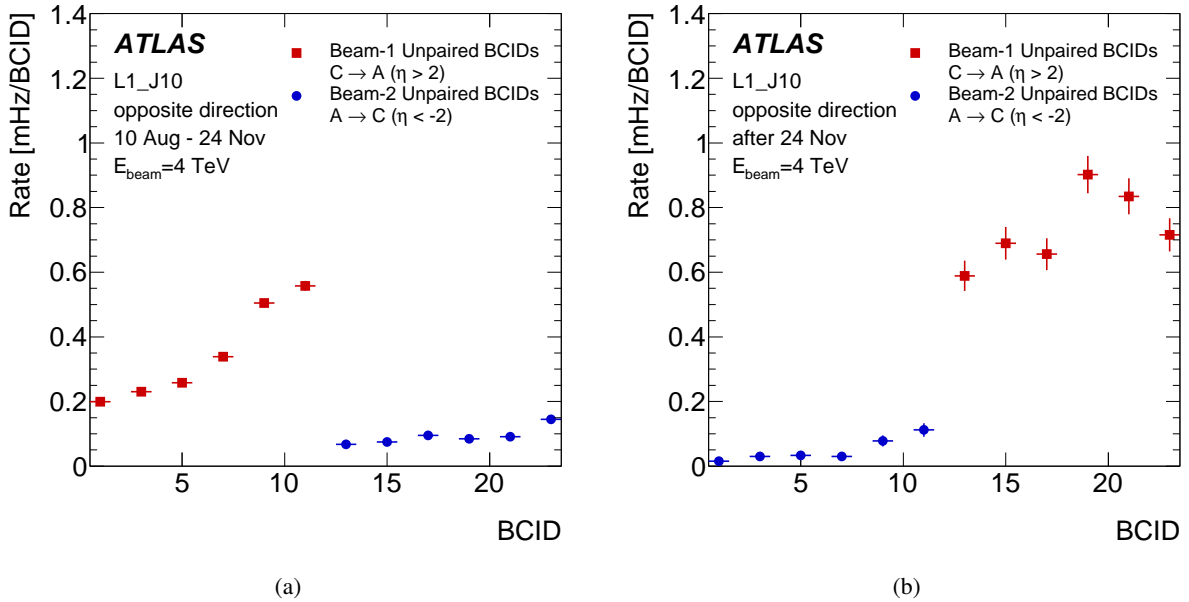 Rate [mHz/BCID]
1.4
1.2
1
0.8
0.6
0.4
0.2
0
5
10
15
20
BCID
ATLAS
L1_J10
opposite direction
10 Aug - 24 Nov
E_beam=4 TeV
Beam-1 Unpaired BCIDs
C → A (η > 2)
Beam-2 Unpaired BCIDs
A → C (η < -2)
(a)
Rate [mHz/BCID]
1.4
1.2
1
0.8
0.6
0.4
0.2
0
5
10
15
20
BCID
ATLAS
L1_J10
opposite direction
after 24 Nov
E_beam=4 TeV
Beam-1 Unpaired BCIDs
C → A (η > 2)
Beam-2 Unpaired BCIDs
A → C (η < -2)
(b)